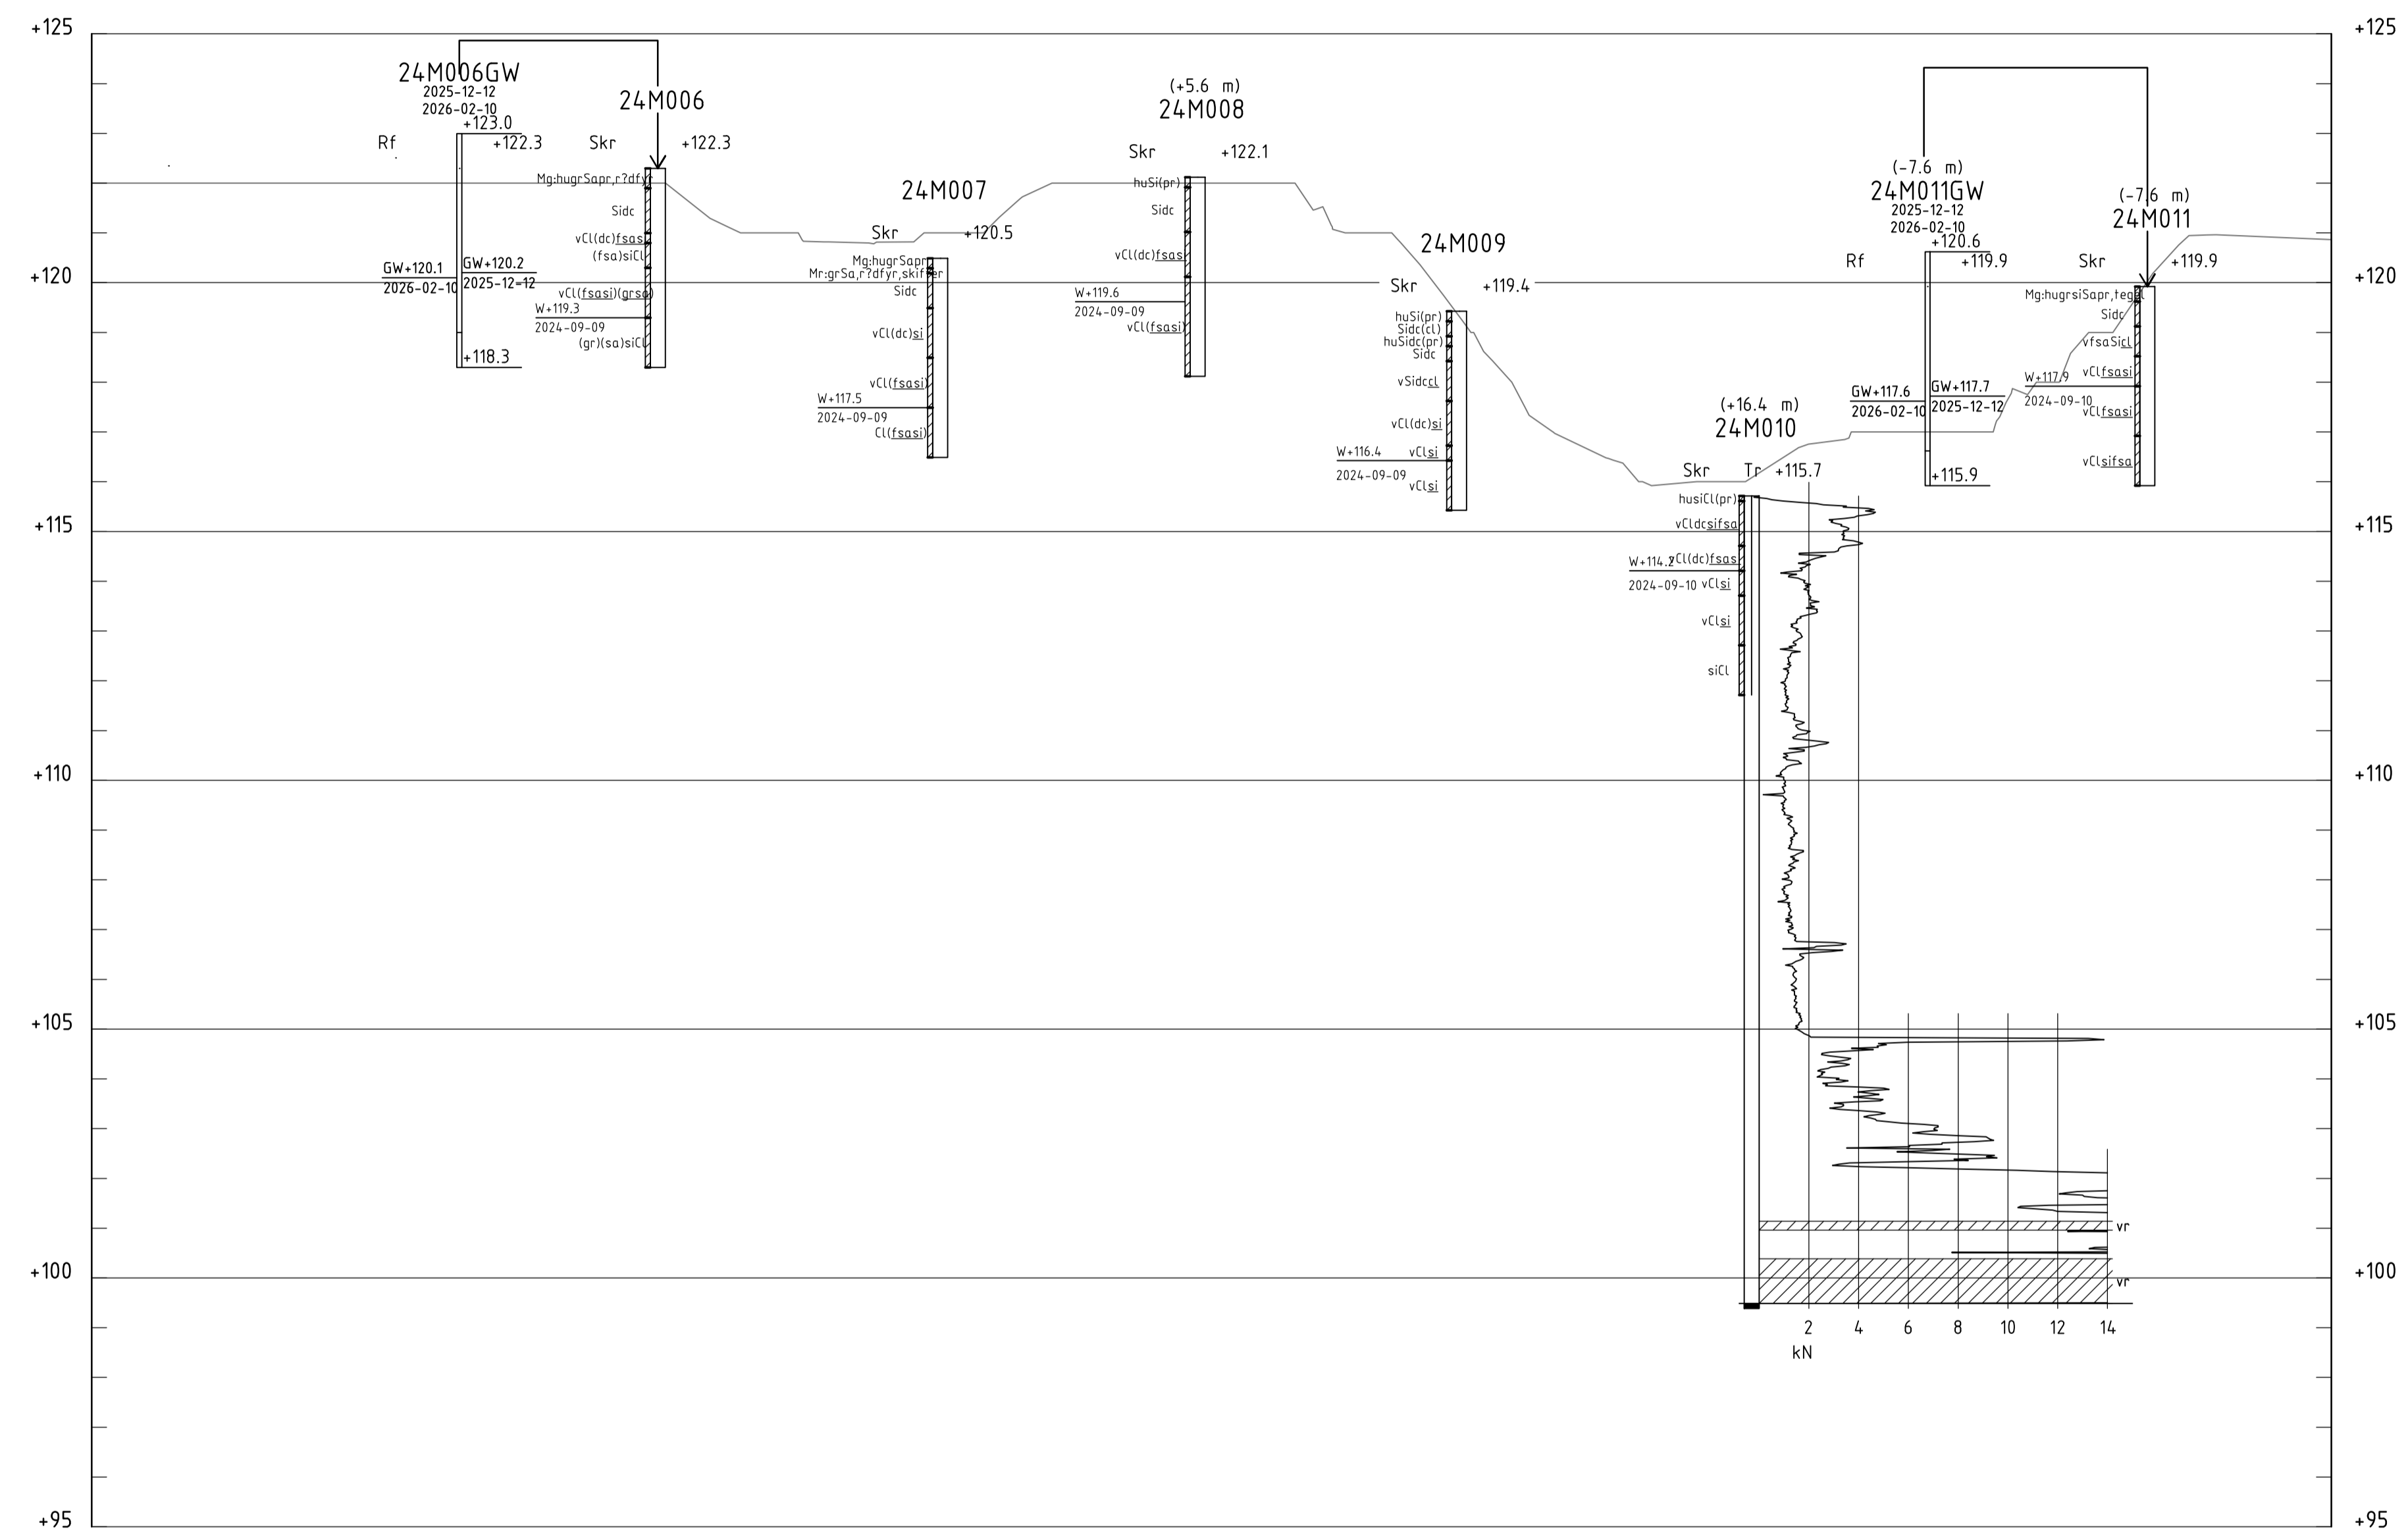 +125
+125
24M006GW
2025-12-12
2026-02-10
+123.0
Rf
+122.3
24M006
Skr
+122.3
Mg:hugrSapr,r?dfyr
Sidc
vCl(dc)fsas
(fsa)siCl
vCl(fsasi)(grsa)
(gr)(sa)siCl
GW+120.1
2026-02-10
GW+120.2
2025-12-12
W+119.3
2024-09-09
+118.3
24M007
Skr
+120.5
Mg:hugrSapr
Mr:grSa,r?dfyr,skiffer
Sidc
vCl(dc)si
vCl(fsasi)
W+117.5
2024-09-09
Cl(fsasi)
(+5.6 m)
24M008
Skr
+122.1
huSi(pr)
Sidc
vCl(dc)fsas
W+119.6
2024-09-09
vCl(fsasi)
24M009
Skr
+119.4
huSi(pr)
Sidc(cl)
huSidc(pr)
Sidc
vSidccl
vCl(dc)si
W+116.4
vClsi
2024-09-09
vClsi
(+16.4 m)
24M010
Skr
Tr
+115.7
husiCl(pr)
vCldcsifsa
W+114.2
vCl(dc)fsas
2024-09-10
vClsi
vClsi
siCl
(-7.6 m)
24M011GW
2025-12-12
2026-02-10
+120.6
Rf
+119.9
GW+117.6
2026-02-10
GW+117.7
2025-12-12
+115.9
(-7.6 m)
24M011
Skr
+119.9
Mg:hugrsiSapr,tegel
Sidc
vfsaSicl
vClfsasi
W+117.9
2024-09-10
vClfsasi
vClsifsa
+120
+120
+115
+115
+110
+110
+105
+105
vr
+100
+100
vr
2 4 6 8 10 12 14
kN
+95
+95